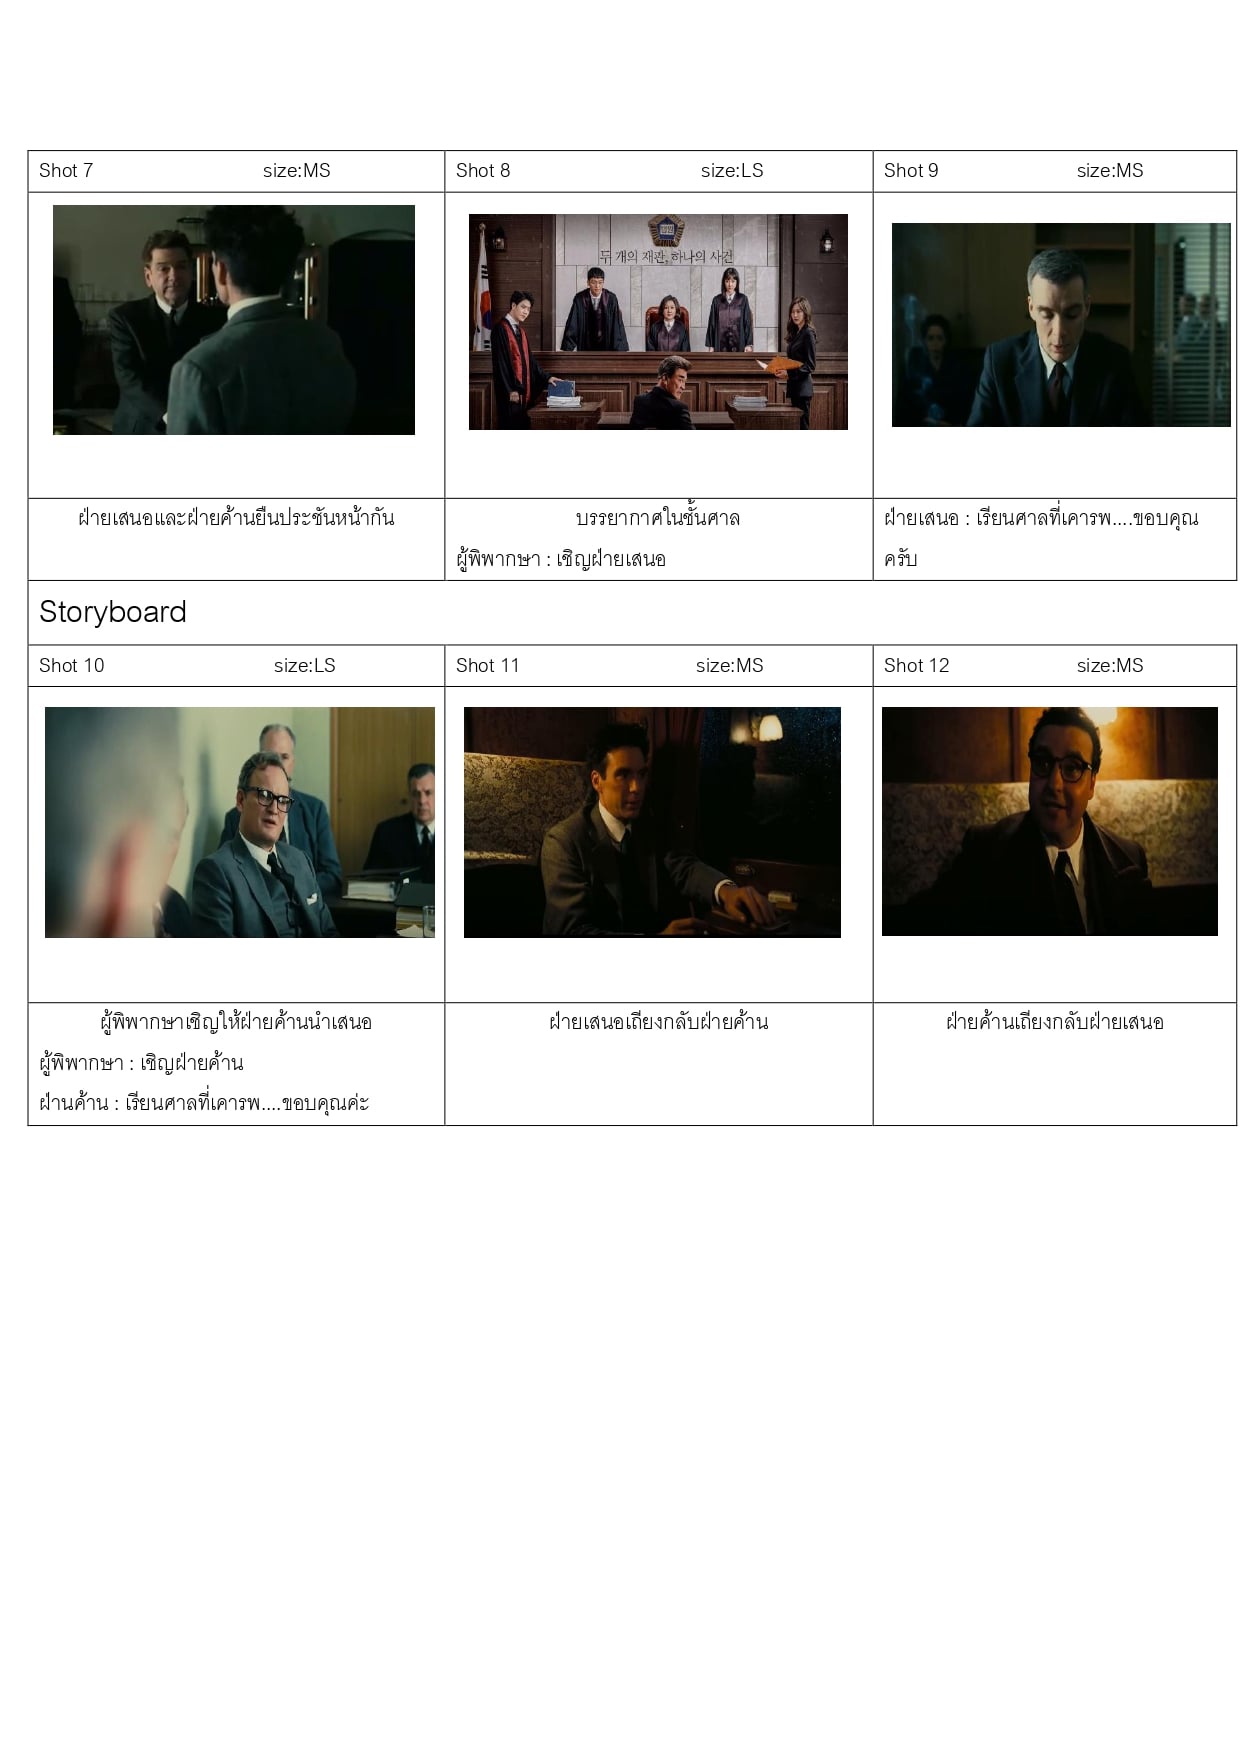 Shot 7 size:MS
Shot 8 size:LS
Shot 9 size:MS
두 개의 재판, 하나의 사건
ฝ่ายเสนอและฝ่ายค้านยืนประชันหน้ากัน
บรรยากาศในชั้นศาล
ผู้พิพากษา : เชิญฝ่ายเสนอ
ฝ่ายเสนอ : เรียนศาลที่เคารพ....ขอบคุณ
ครับ
Storyboard
Shot 10 size:LS
Shot 11 size:MS
Shot 12 size:MS
ผู้พิพากษาเชิญให้ฝ่ายค้านนำเสนอ
ผู้พิพากษา : เชิญฝ่ายค้าน
ฝ่านค้าน : เรียนศาลที่เคารพ....ขอบคุณค่ะ
ฝ่ายเสนอเถียงกลับฝ่ายค้าน
ฝ่ายค้านเถียงกลับฝ่ายเสนอ